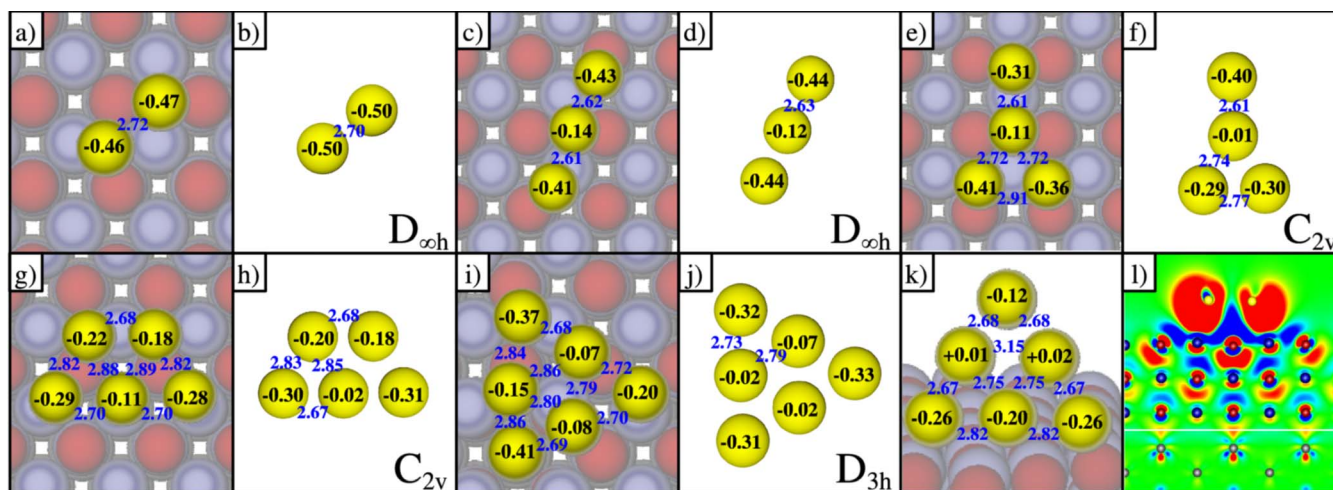 a)
-0.47
2.72
-0.46
b)
-0.50
2.70
-0.50
D∞h
c)
-0.43
2.62
-0.14
2.61
-0.41
d)
-0.44
2.63
-0.12
-0.44
D∞h
e)
-0.31
2.61
-0.11
2.72 2.72
-0.41 -0.36
2.91
f)
-0.40
2.61
-0.01
2.74
-0.29 -0.30
2.77
C2v
g)
2.68
-0.22 -0.18
2.82 2.88 2.89 2.82
-0.29 -0.11 -0.28
2.70 2.70
h)
2.68
-0.20 -0.18
2.83 2.85
-0.30 -0.02 -0.31
2.67
C2v
i)
-0.37
2.68
2.84 -0.07 2.72
2.86
-0.15 2.79 -0.20
2.80
2.86 -0.08 2.70
2.69
-0.41
j)
-0.32
2.73 -0.07
2.79
-0.02 -0.33
-0.02
-0.31
D3h
k)
-0.12
2.68 2.68
+0.01 3.15 +0.02
2.67 2.75 2.75 2.67
-0.26 -0.20 -0.26
2.82 2.82
l)